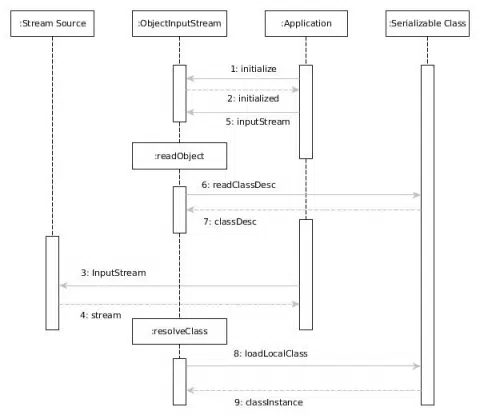 :Stream Source
:ObjectInputStream
:Application
:Serializable Class
1: initialize
2: initialized
5: inputStream
:readObject
6: readClassDesc
7: classDesc
3: InputStream
4: stream
:resolveClass
8: loadLocalClass
9: classInstance